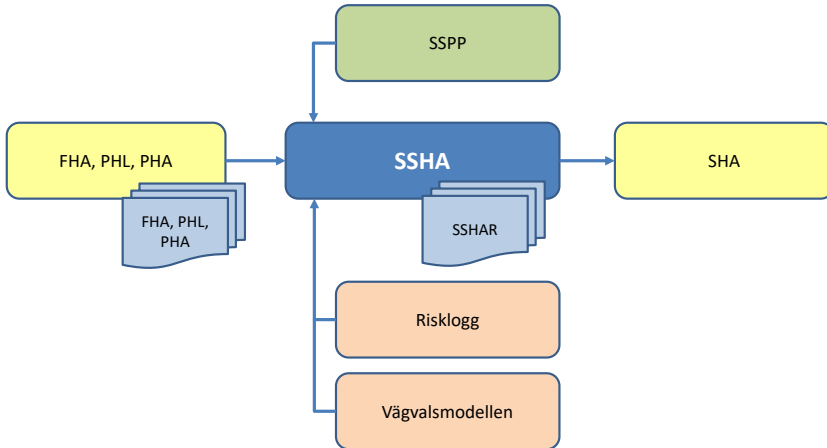 SSPP
FHA, PHL, PHA
SSHA
SHA
FHA, PHL,
PHA
SSHAR
Risklogg
Vägvalsmodellen